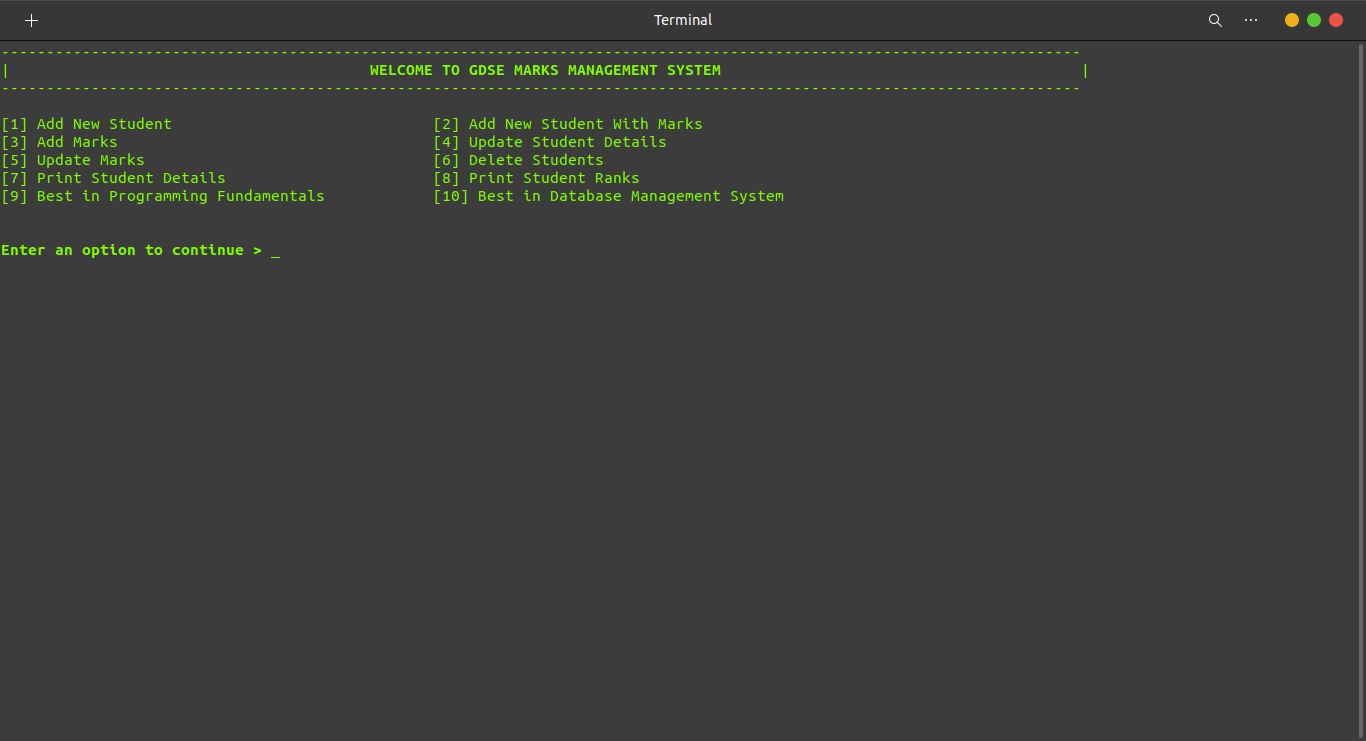 Terminal
------------------------------------------------------------------------------------------------------------------------
| WELCOME TO GDSE MARKS MANAGEMENT SYSTEM |
------------------------------------------------------------------------------------------------------------------------
[1] Add New Student [2] Add New Student With Marks
[3] Add Marks [4] Update Student Details
[5] Update Marks [6] Delete Students
[7] Print Student Details [8] Print Student Ranks
[9] Best in Programming Fundamentals [10] Best in Database Management System
Enter an option to continue > _